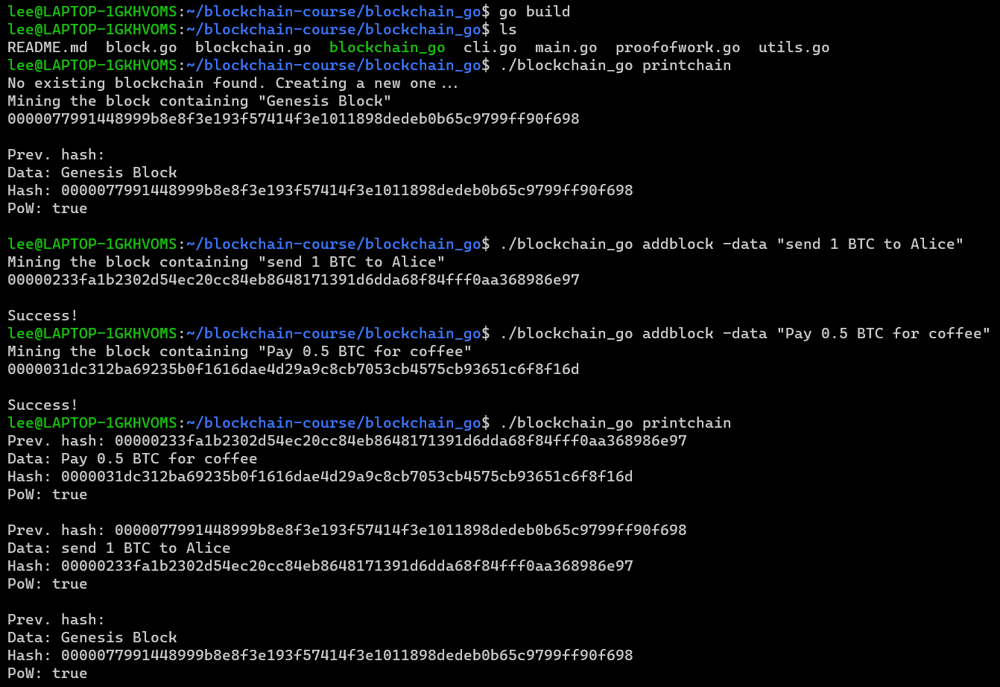 lee@LAPTOP-1GKHVOMS:~/blockchain-course/blockchain_go$ go build
lee@LAPTOP-1GKHVOMS:~/blockchain-course/blockchain_go$ ls
README.md  block.go  blockchain.go  blockchain_go  cli.go  main.go  proofofwork.go  utils.go
lee@LAPTOP-1GKHVOMS:~/blockchain-course/blockchain_go$ ./blockchain_go printchain
No existing blockchain found. Creating a new one...
Mining the block containing "Genesis Block"
0000077991448999b8e8f3e193f57414f3e1011898dedeb0b65c9799ff90f698

Prev. hash:
Data: Genesis Block
Hash: 0000077991448999b8e8f3e193f57414f3e1011898dedeb0b65c9799ff90f698
PoW: true

lee@LAPTOP-1GKHVOMS:~/blockchain-course/blockchain_go$ ./blockchain_go addblock -data "send 1 BTC to Alice"
Mining the block containing "send 1 BTC to Alice"
00000233fa1b2302d54ec20cc84eb8648171391d6dda68f84fff0aa368986e97

Success!
lee@LAPTOP-1GKHVOMS:~/blockchain-course/blockchain_go$ ./blockchain_go addblock -data "Pay 0.5 BTC for coffee"
Mining the block containing "Pay 0.5 BTC for coffee"
0000031dc312ba69235b0f1616dae4d29a9c8cb7053cb4575cb93651c6f8f16d

Success!
lee@LAPTOP-1GKHVOMS:~/blockchain-course/blockchain_go$ ./blockchain_go printchain
Prev. hash: 00000233fa1b2302d54ec20cc84eb8648171391d6dda68f84fff0aa368986e97
Data: Pay 0.5 BTC for coffee
Hash: 0000031dc312ba69235b0f1616dae4d29a9c8cb7053cb4575cb93651c6f8f16d
PoW: true

Prev. hash: 0000077991448999b8e8f3e193f57414f3e1011898dedeb0b65c9799ff90f698
Data: send 1 BTC to Alice
Hash: 00000233fa1b2302d54ec20cc84eb8648171391d6dda68f84fff0aa368986e97
PoW: true

Prev. hash:
Data: Genesis Block
Hash: 0000077991448999b8e8f3e193f57414f3e1011898dedeb0b65c9799ff90f698
PoW: true